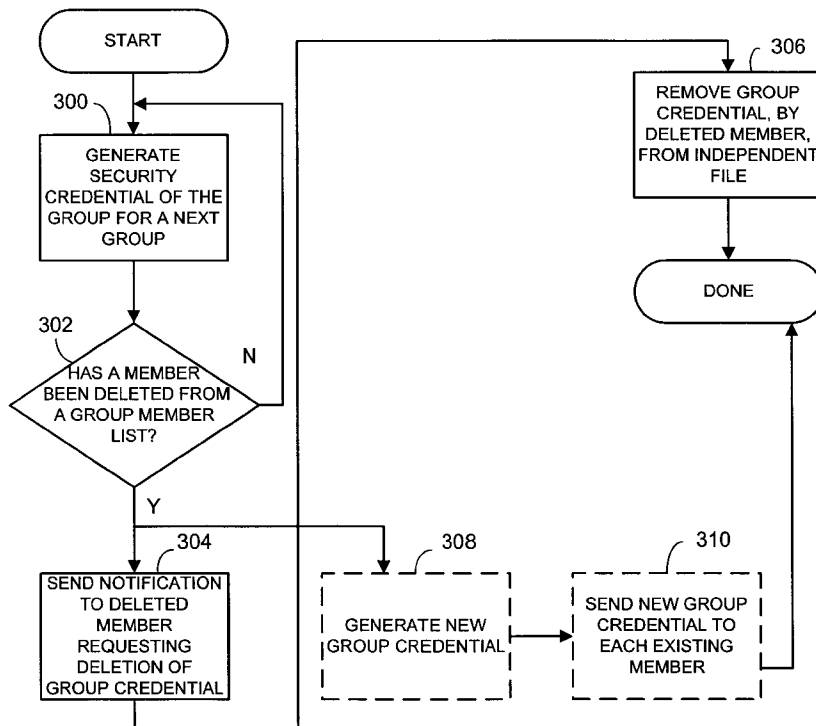 START
300
GENERATE
SECURITY
CREDENTIAL OF THE
GROUP FOR A NEXT
GROUP
302
HAS A MEMBER
BEEN DELETED FROM
A GROUP MEMBER
LIST?
N
Y
304
SEND NOTIFICATION
TO DELETED
MEMBER
REQUESTING
DELETION OF
GROUP CREDENTIAL
308
GENERATE NEW
GROUP CREDENTIAL
310
SEND NEW GROUP
CREDENTIAL TO
EACH EXISTING
MEMBER
306
REMOVE GROUP
CREDENTIAL, BY
DELETED MEMBER,
FROM INDEPENDENT
FILE
DONE